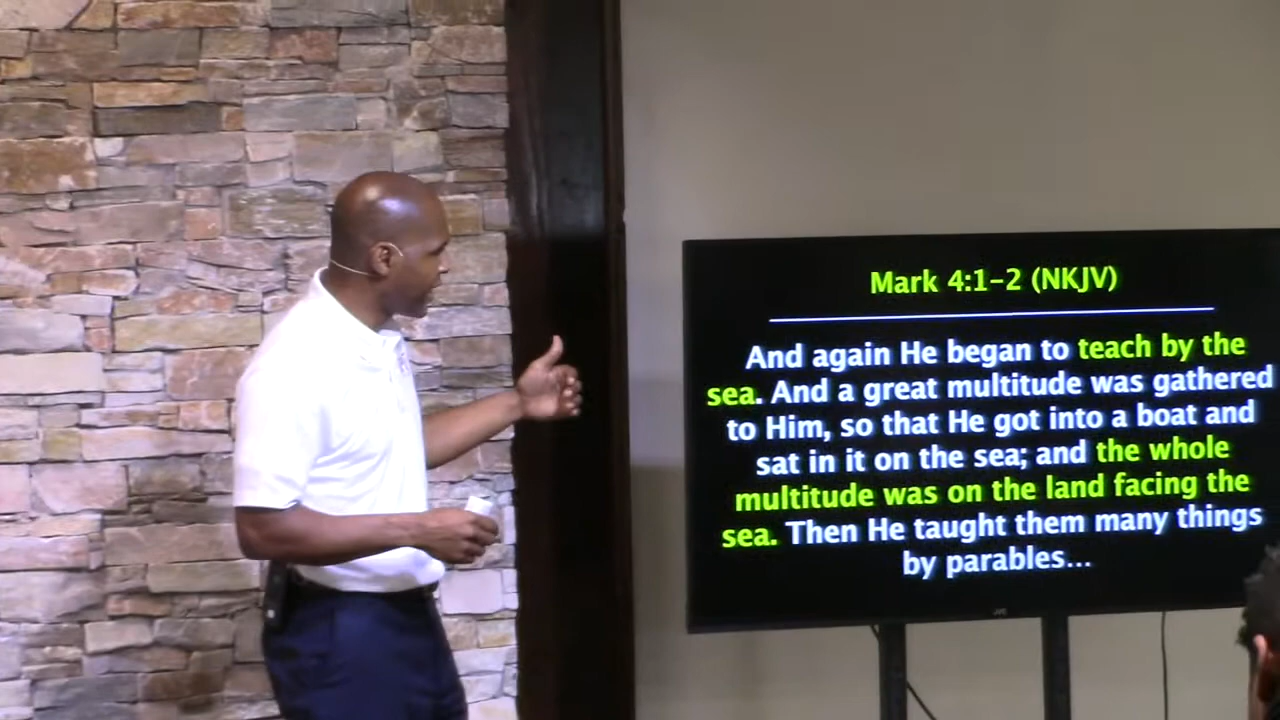 Mark 4:1-2 (NKJV)
And again He began to teach by the
sea. And a great multitude was gathered
to Him, so that He got into a boat and
sat in it on the sea; and the whole
multitude was on the land facing the
sea. Then He taught them many things
by parables...
JVC